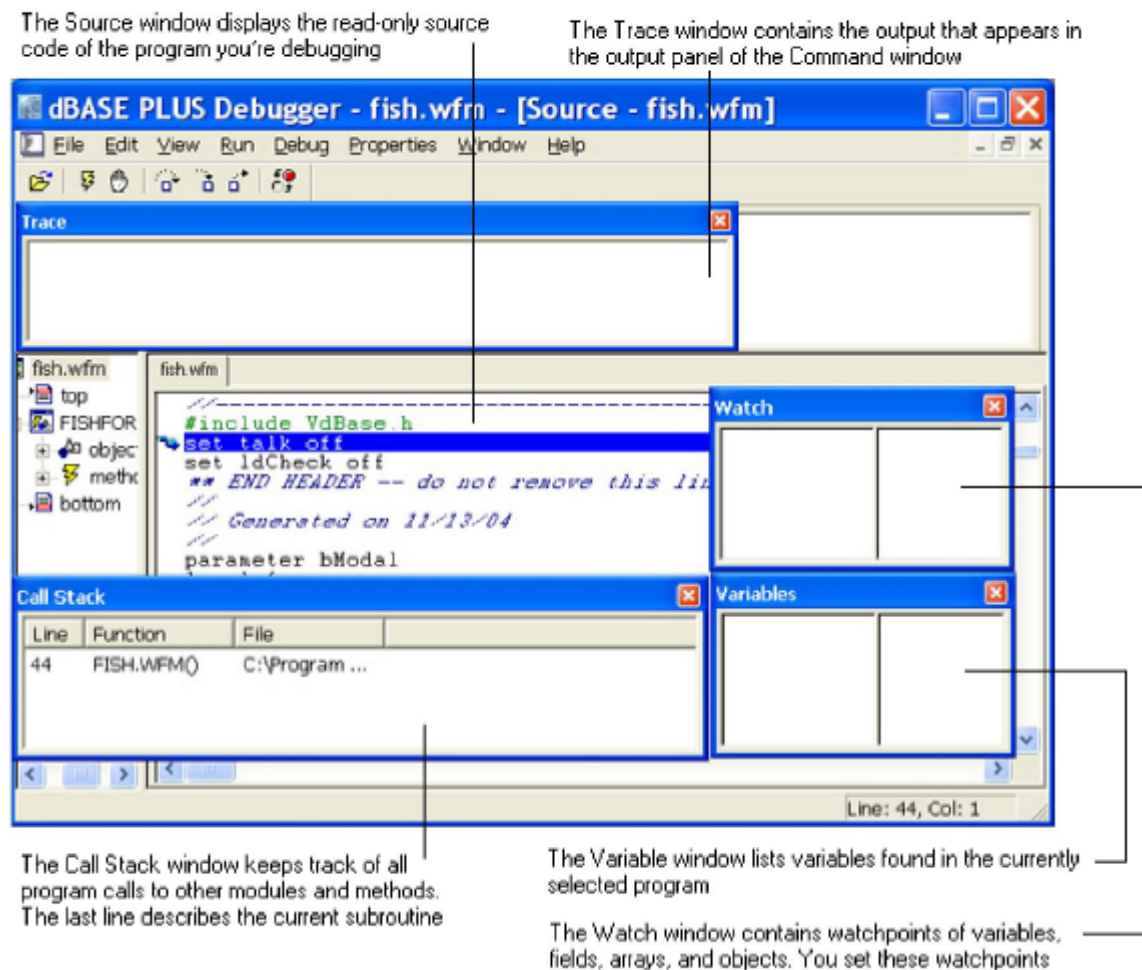 The Source window displays the read-only source
code of the program you're debugging
The Trace window contains the output that appears in
the output panel of the Command window
dBASE PLUS Debugger - fish.wfm - [Source - fish.wfm]
File Edit View Run Debug Properties Window Help
Trace
fish.wfm
top
FISHFOR
objec
metho
bottom
fish.wfm
//--------------------------------------------------
#include VdBase.h
set talk off
set ldCheck off
** END HEADER -- do not remove this lin
//
// Generated on 11/13/04
//
parameter bModal
Watch
Call Stack
Line Function File
44 FISH.WFM() C:\Program ...
Variables
Line: 44, Col: 1
The Call Stack window keeps track of all
program calls to other modules and methods.
The last line describes the current subroutine
The Variable window lists variables found in the currently
selected program
The Watch window contains watchpoints of variables,
fields, arrays, and objects. You set these watchpoints